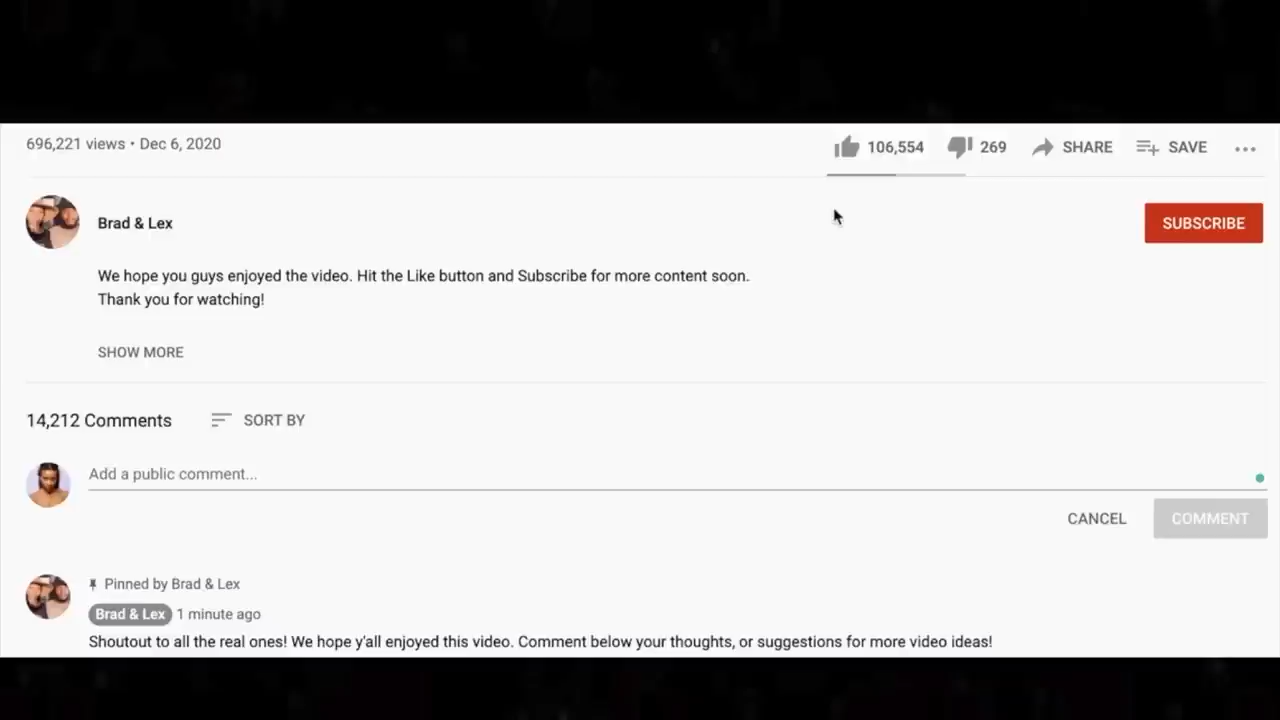 696,221 views • Dec 6, 2020
106,554 269 SHARE SAVE
Brad & Lex
SUBSCRIBE
We hope you guys enjoyed the video. Hit the Like button and Subscribe for more content soon.
Thank you for watching!
SHOW MORE
14,212 Comments SORT BY
Add a public comment...
CANCEL COMMENT
Pinned by Brad & Lex
Brad & Lex 1 minute ago
Shoutout to all the real ones! We hope y'all enjoyed this video. Comment below your thoughts, or suggestions for more video ideas!